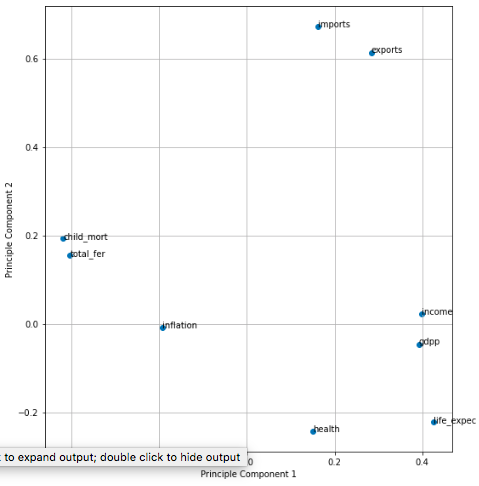 imports
exports
0.6
0.4
Principle Component 2
0.2
child_mort
total_fer
0.0
inflation
income
gdpp
−0.2
health
life_expec
to expand output; double click to hide output
0.2
0.4
Principle Component 1